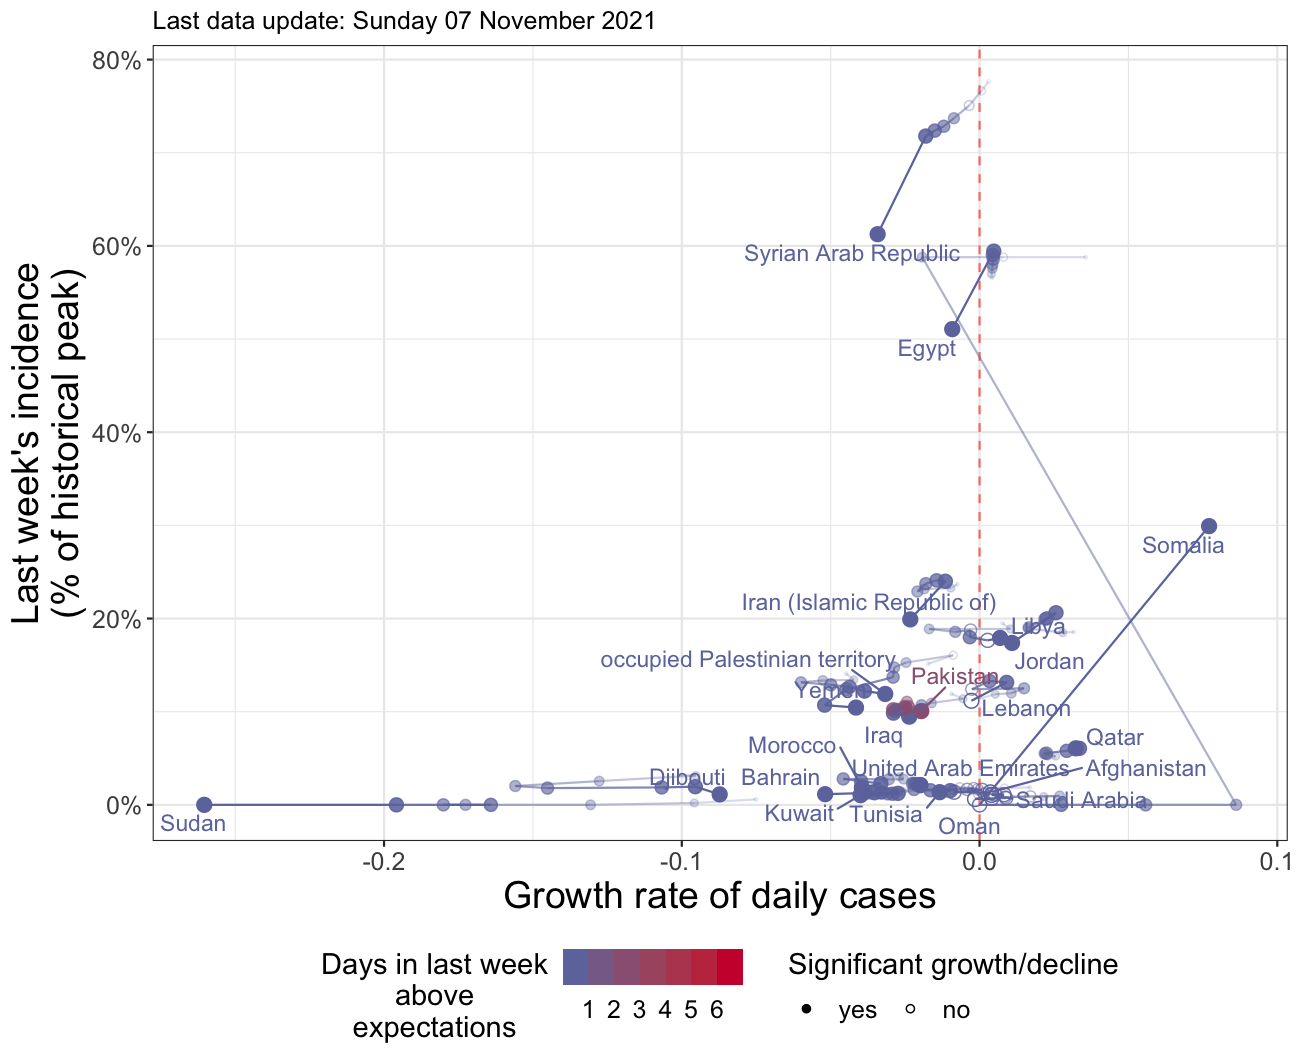 Last data update: Sunday 07 November 2021
Last week's incidence
(% of historical peak)
80%
60%
40%
20%
0%
Syrian Arab Republic
Egypt
Somalia
Iran (Islamic Republic of)
Libya
Jordan
occupied Palestinian territory
Pakistan
Yemen
Lebanon
Iraq
Qatar
Morocco
United Arab Emirates
Afghanistan
Djibouti
Bahrain
Saudi Arabia
Kuwait
Tunisia
Oman
Sudan
-0.2
-0.1
0.0
0.1
Growth rate of daily cases
Days in last week
above
expectations
1 2 3 4 5 6
Significant growth/decline
yes
no